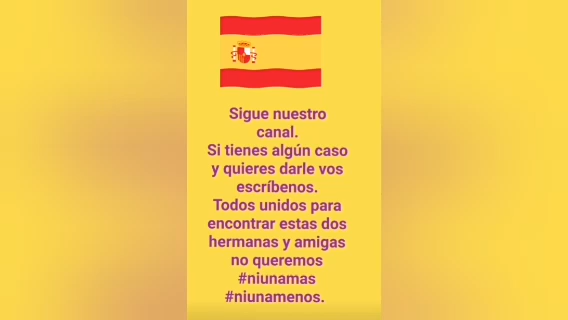 Sigue nuestro
canal.
Si tienes algún caso
y quieres darle vos
escríbenos.
Todos unidos para
encontrar estas dos
hermanas y amigas
no queremos
#niunamas
#niunamenos.